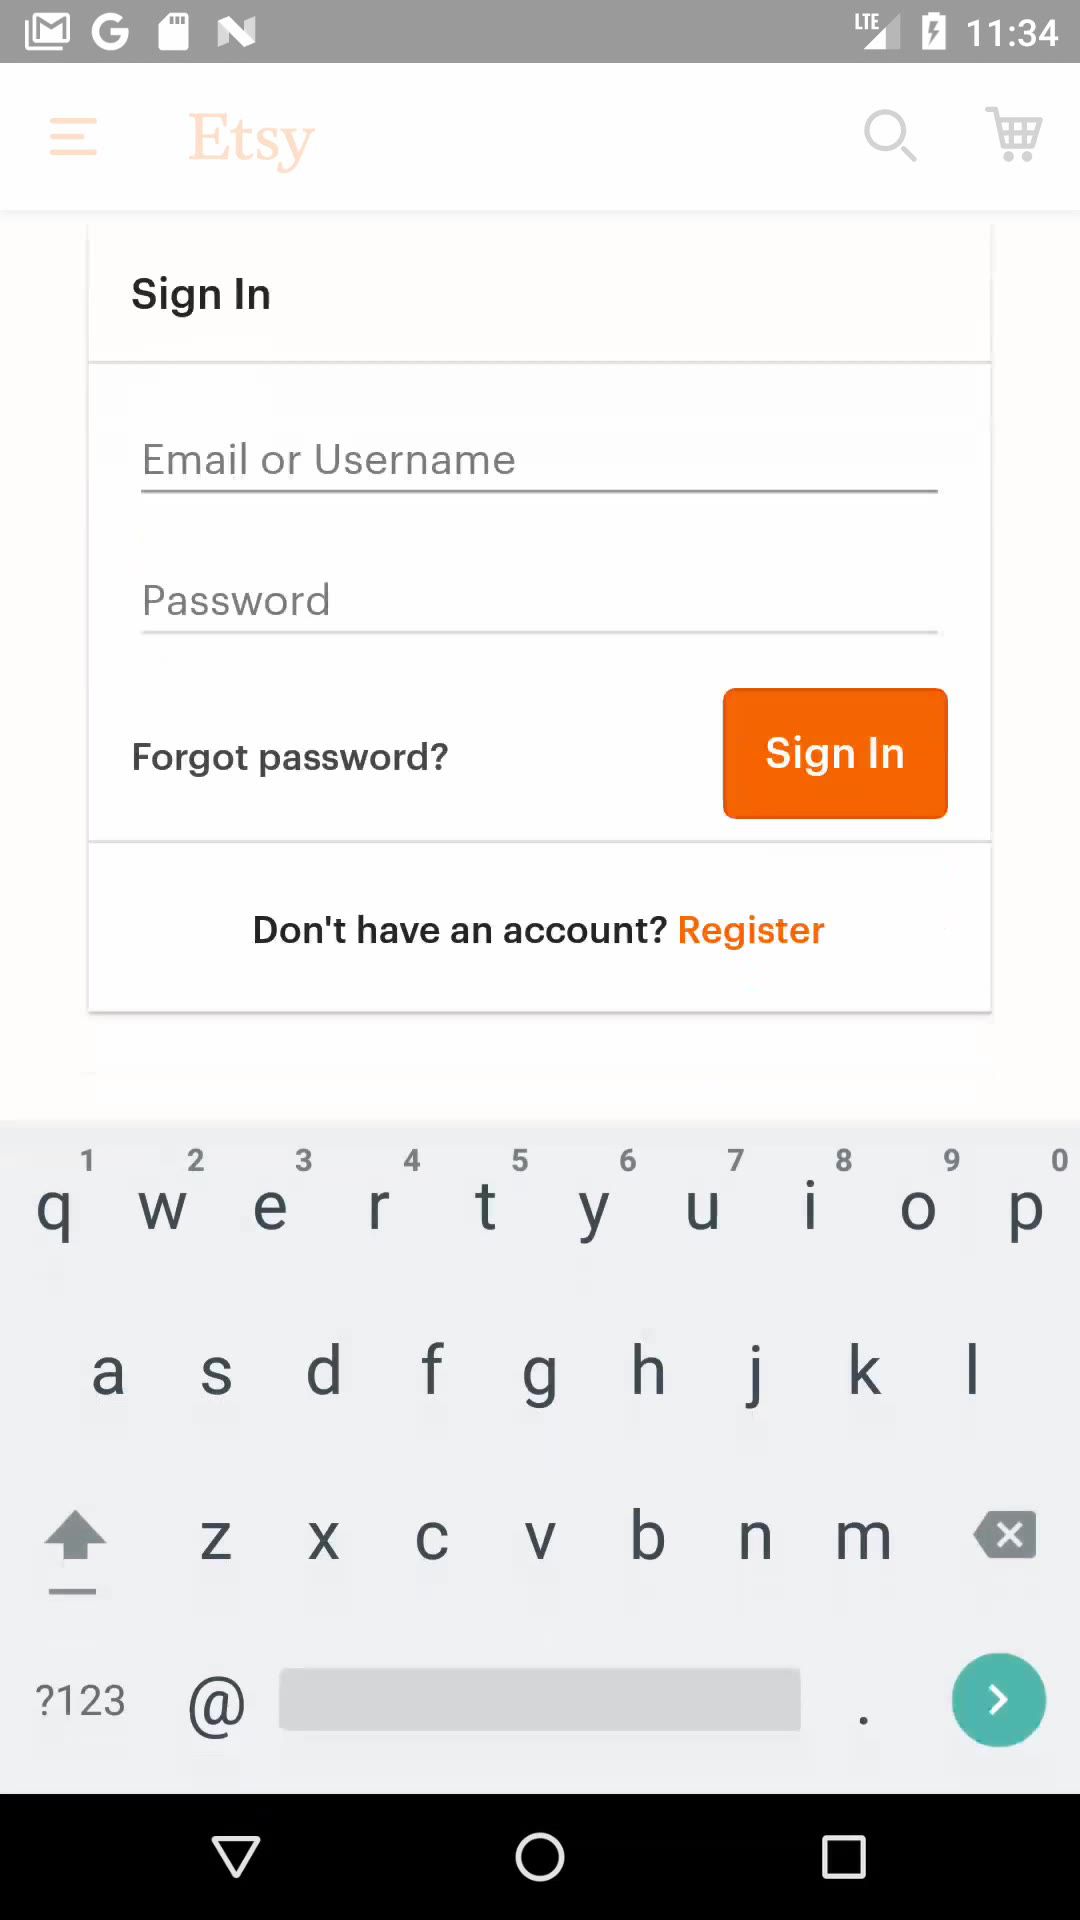 LTE 11:34
Etsy
Sign In
Email or Username
Password
Forgot password? Sign In
Don't have an account? Register
1 2 3 4 5 6 7 8 9 0
q w e r t y u i o p
a s d f g h j k l
z x c v b n m
?123 @ .